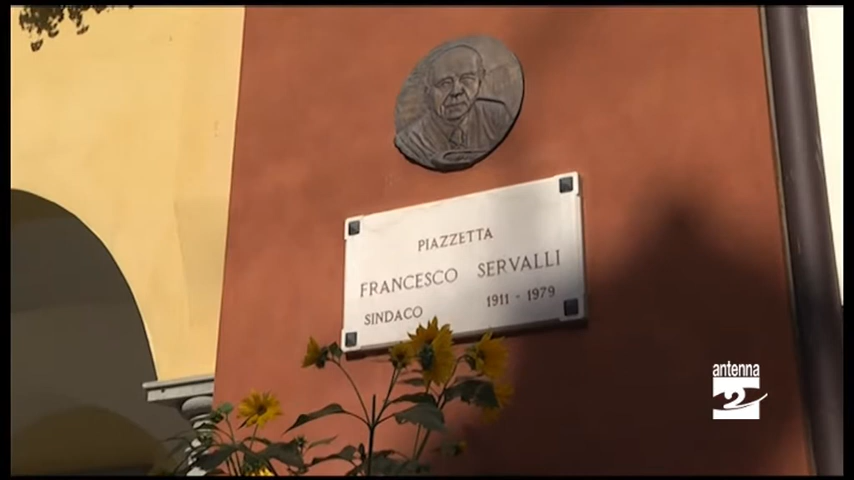 PIAZZETTA
FRANCESCO SERVALLI
SINDACO 1911 - 1979
antenna
2